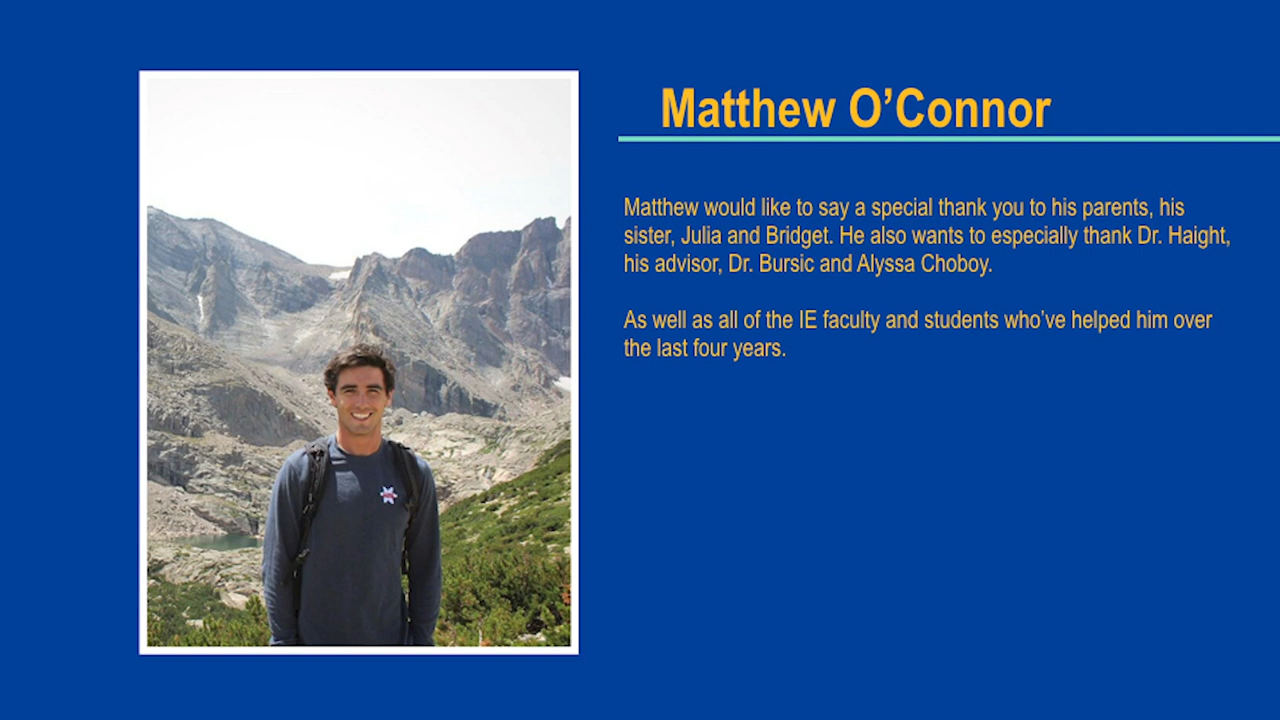 Matthew O’Connor
Matthew would like to say a special thank you to his parents, his
sister, Julia and Bridget. He also wants to especially thank Dr. Haight,
his advisor, Dr. Bursic and Alyssa Choboy.
As well as all of the IE faculty and students who’ve helped him over
the last four years.